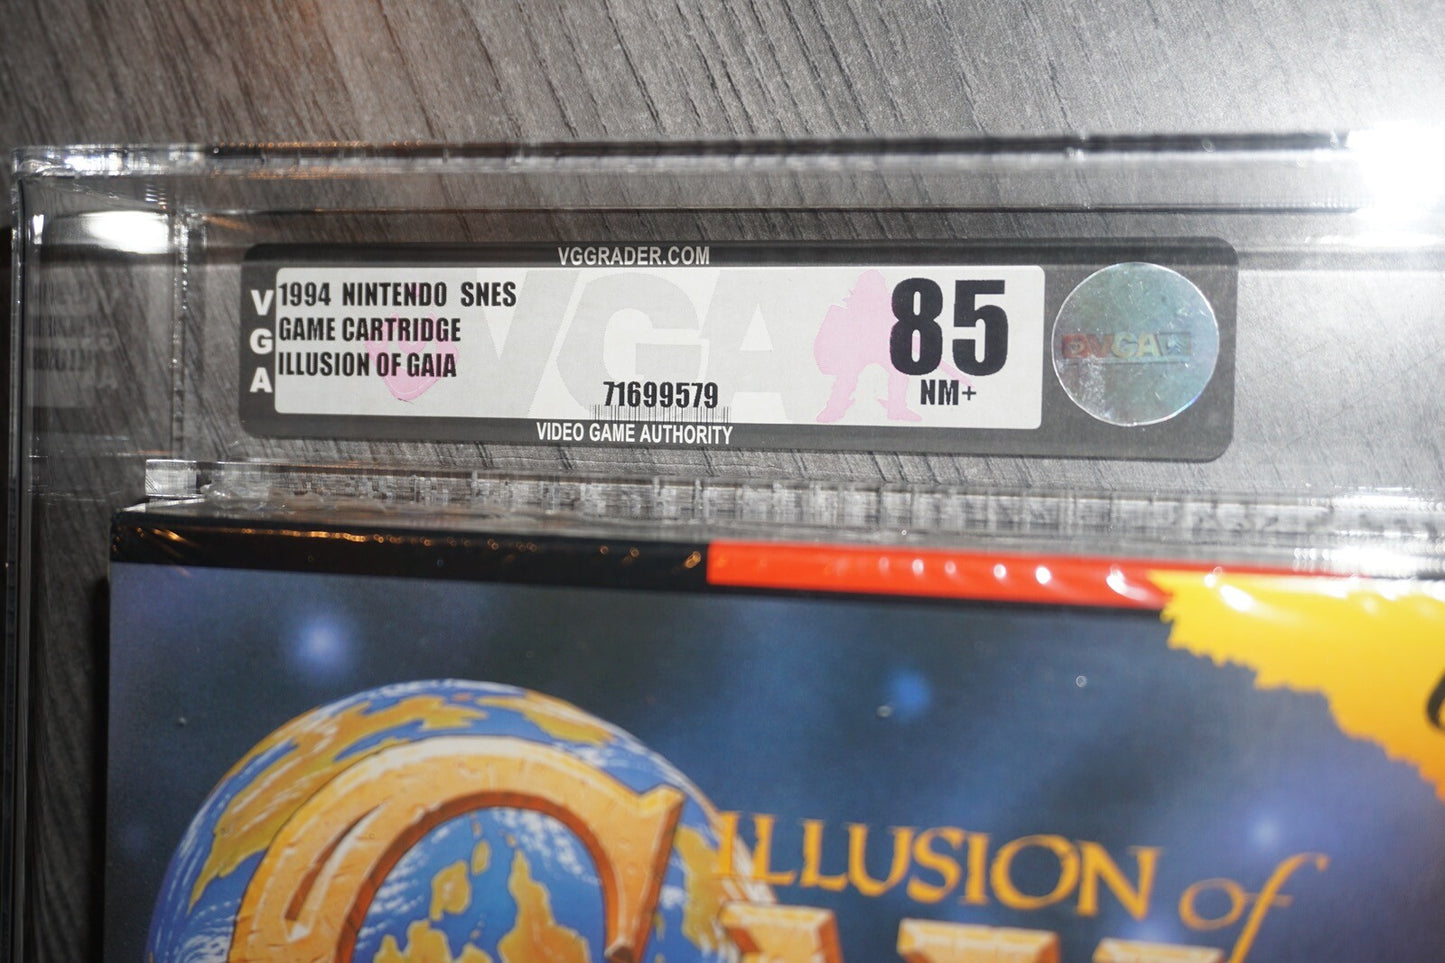 VGGRADER.COM
VGA
1994 NINTENDO SNES
GAME CARTRIDGE
ILLUSION OF GAIA
85
NM+
71699579
VIDEO GAME AUTHORITY
VGA
ILLUSION of